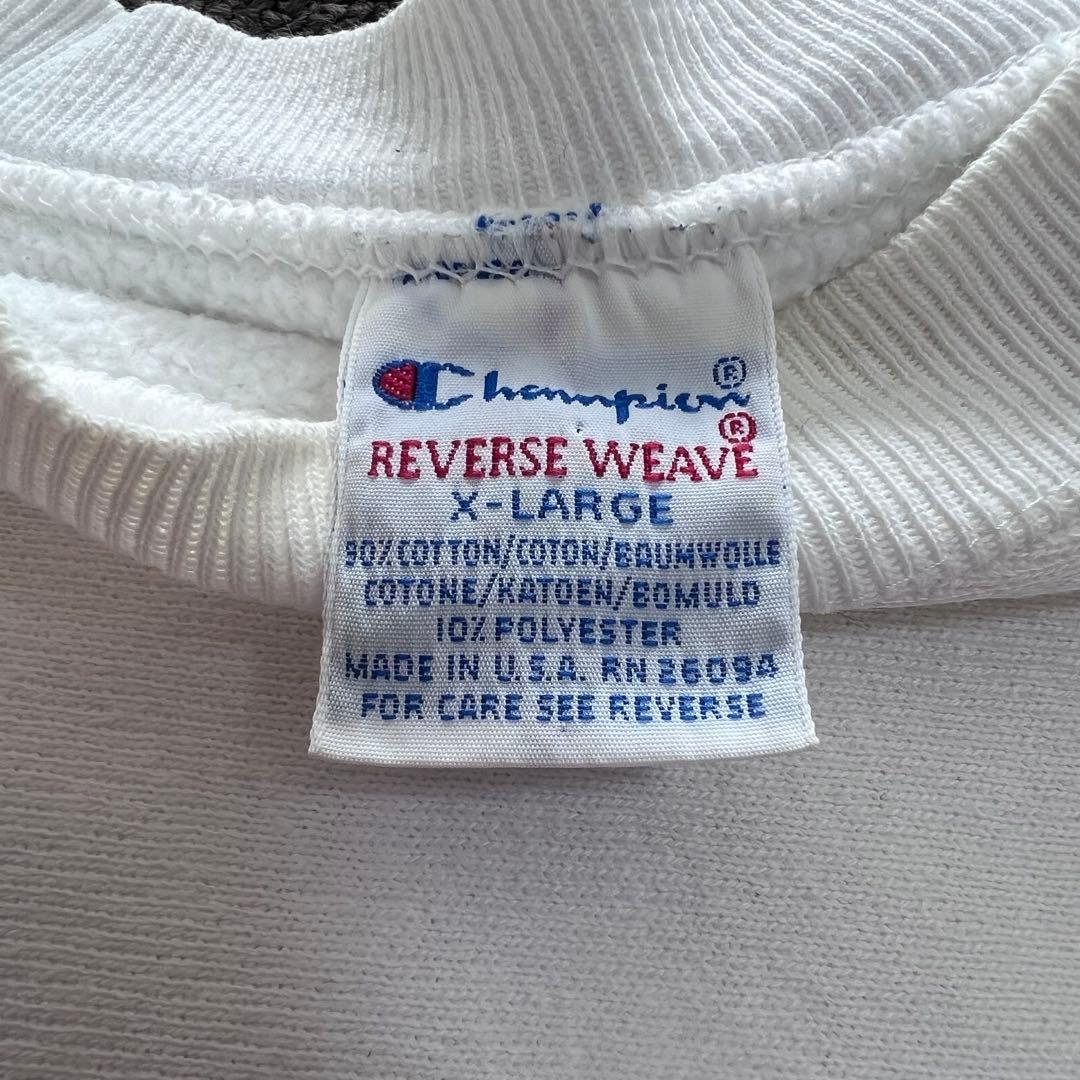 Champion®
REVERSE WEAVE®
X-LARGE
90% COTTON/COTON/BAUMWOLLE
COTONE/KATOEN/BOMULD
10% POLYESTER
MADE IN U.S.A. RN 26094
FOR CARE SEE REVERSE